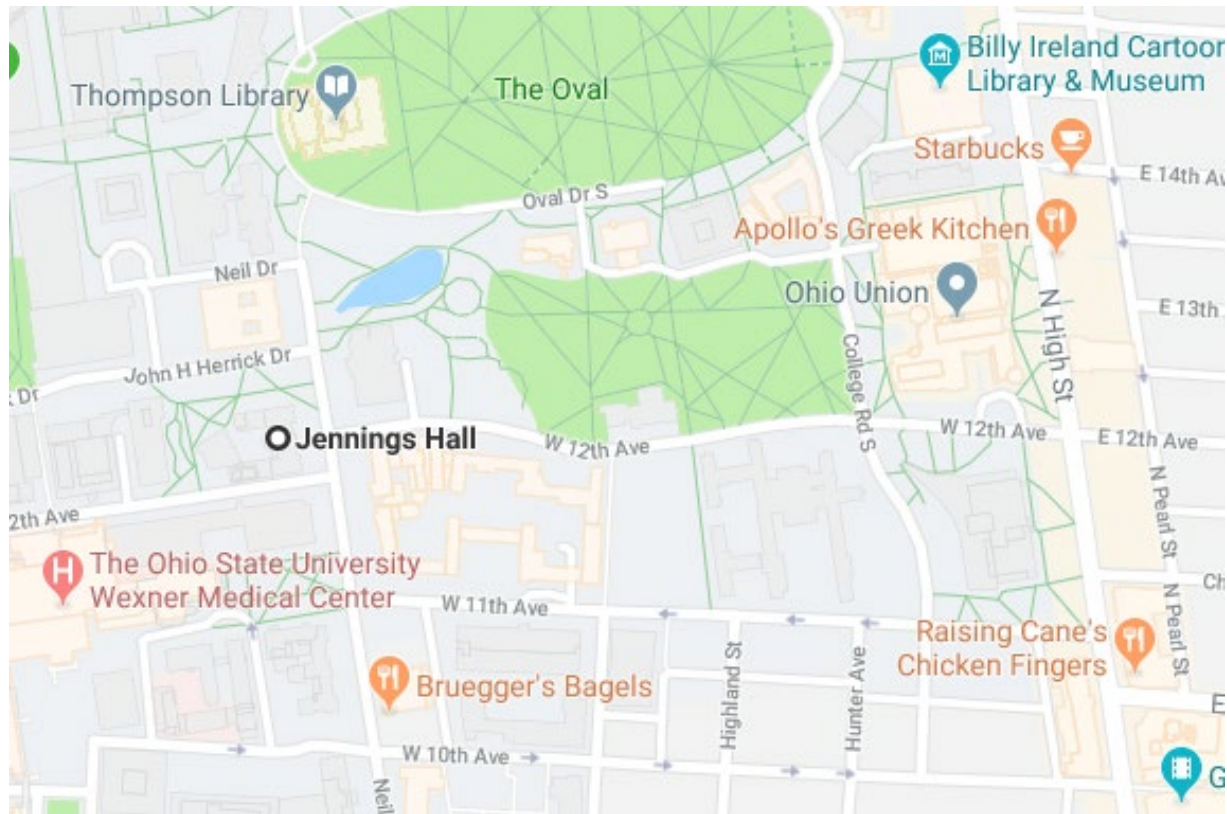 Billy Ireland Cartoon
Library & Museum
The Oval
Thompson Library
Starbucks
E 14th Av
Oval Dr S
Apollo's Greek Kitchen
Neil Dr
Ohio Union
E 13th
N High St
John H Herrick Dr
Dr
College Rd S
Jennings Hall
W 12th Ave
W 12th Ave
E 12th Ave
N Pearl St
2th Ave
The Ohio State University
Wexner Medical Center
H
Ch
W 11th Ave
N Pearl St
Raising Cane's
Chicken Fingers
Highland St
Hunter Ave
Bruegger's Bagels
E
W 10th Ave
Neil
G